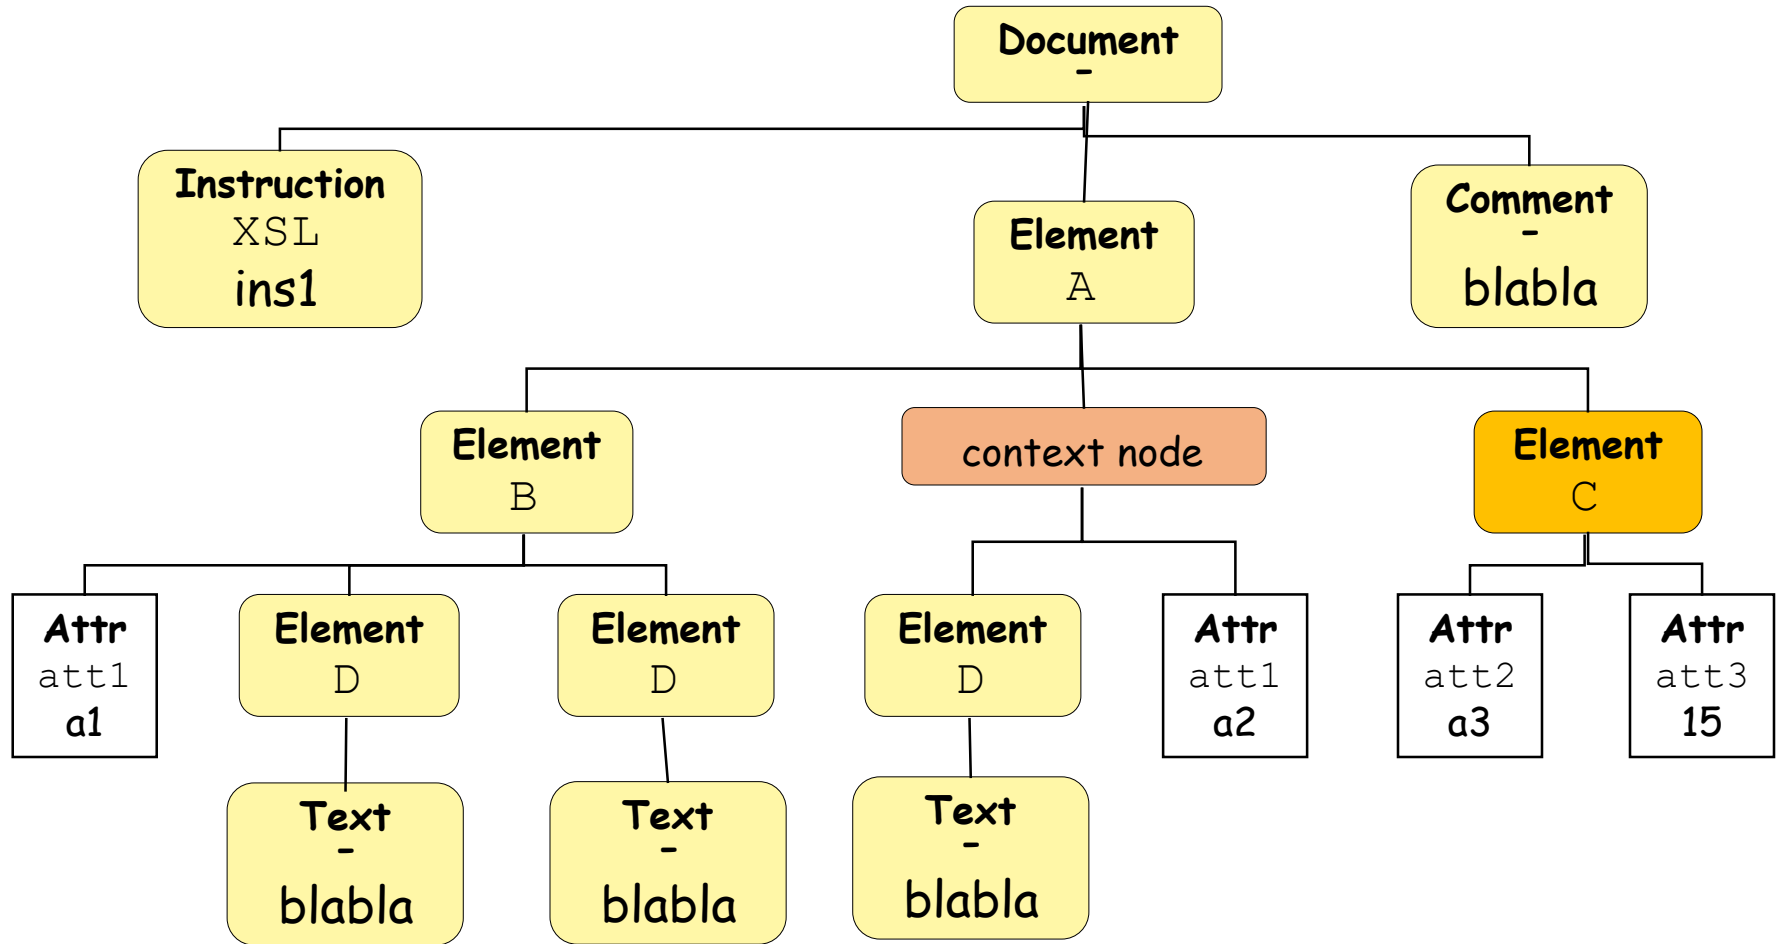 Document
-
Instruction
XSL
ins1
Element
A
Comment
-
blabla
Element
B
context node
Element
C
Attr
att1
a1
Element
D
Element
D
Element
D
Attr
att1
a2
Attr
att2
a3
Attr
att3
15
Text
-
blabla
Text
-
blabla
Text
-
blabla